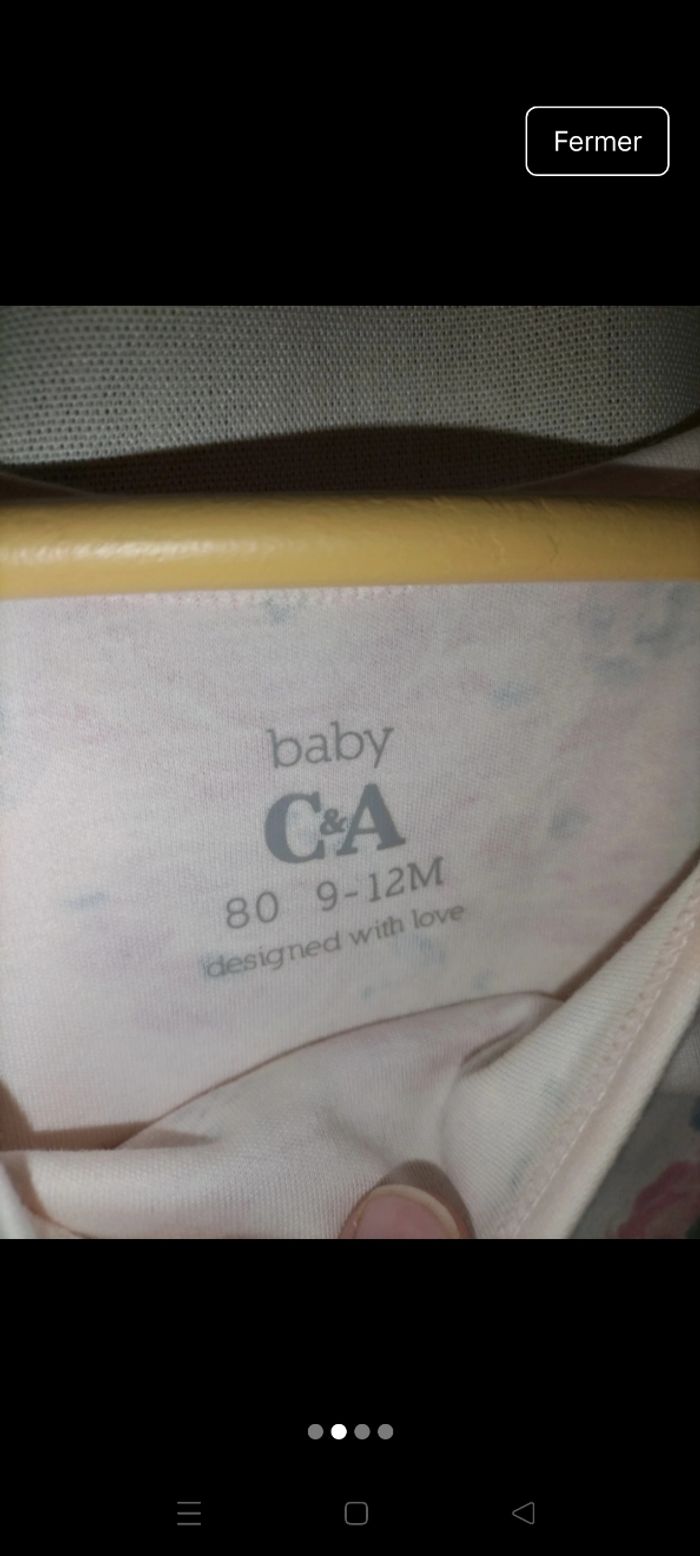 Fermer
baby
C&A
80 9-12M
designed with love